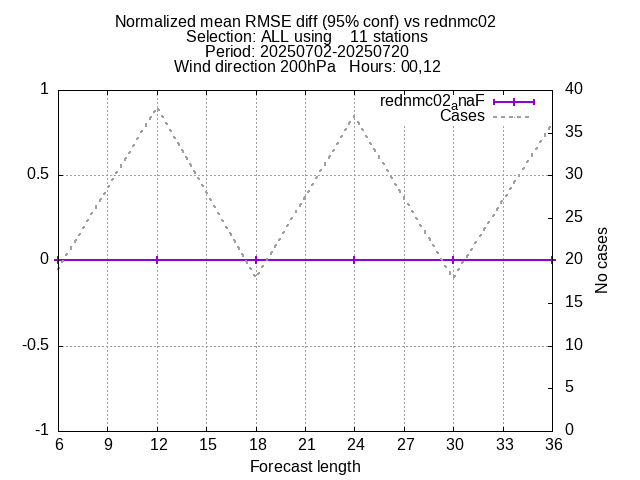 Normalized mean RMSE diff (95% conf) vs rednmc02
Selection: ALL using    11 stations
Period: 20250702-20250720
Wind direction 200hPa   Hours: 00,12
rednmc02_anaF
Cases
1
0.5
0
-0.5
-1
40
35
30
25
20
15
10
5
0
No cases
6 9 12 15 18 21 24 27 30 33 36
Forecast length